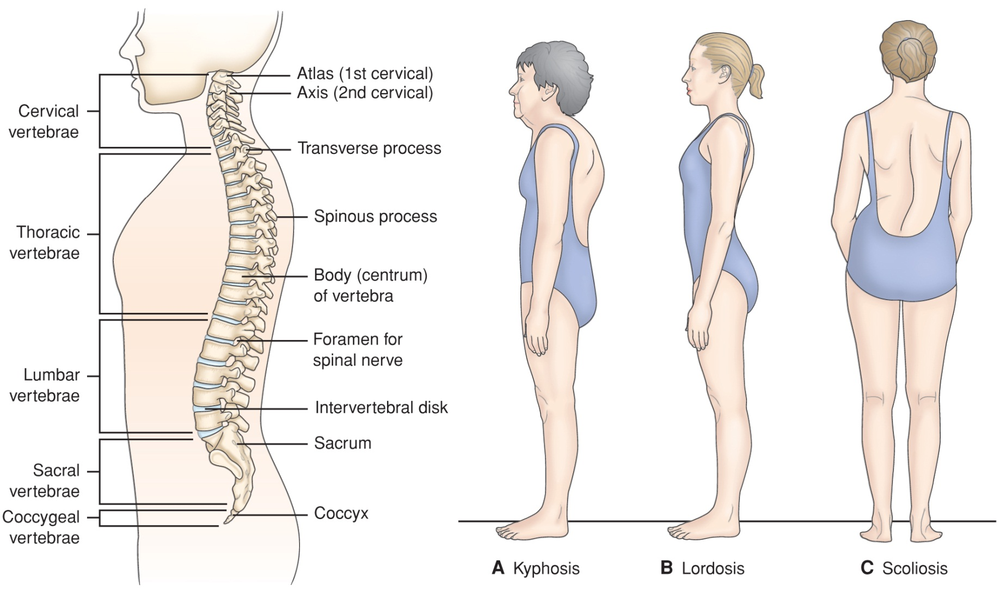 Cervical
vertebrae
Thoracic
vertebrae
Lumbar
vertebrae
Sacral
vertebrae
Coccygeal
vertebrae
Atlas (1st cervical)
Axis (2nd cervical)
Transverse process
Spinous process
Body (centrum)
of vertebra
Foramen for
spinal nerve
Intervertebral disk
Sacrum
Coccyx
A Kyphosis
B Lordosis
C Scoliosis